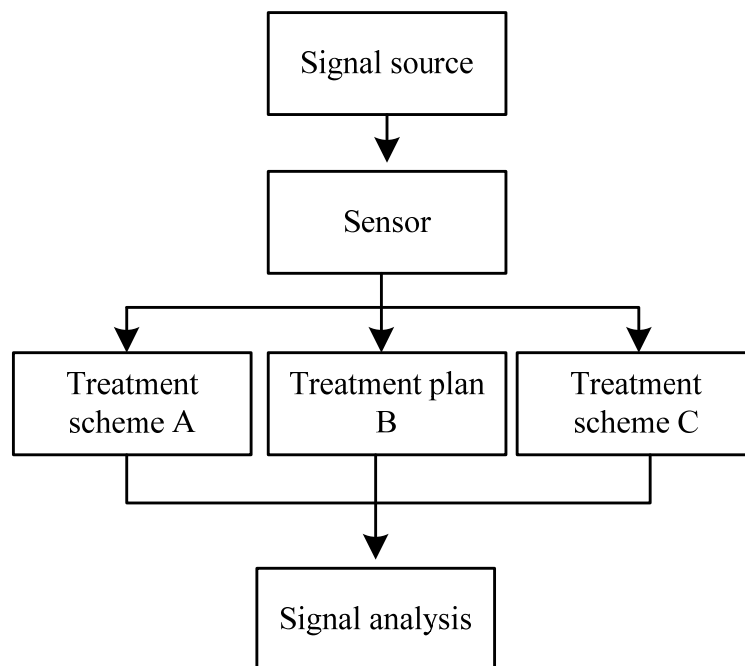 Signal source
Sensor
Treatment
scheme A
Treatment plan
B
Treatment
scheme C
Signal analysis